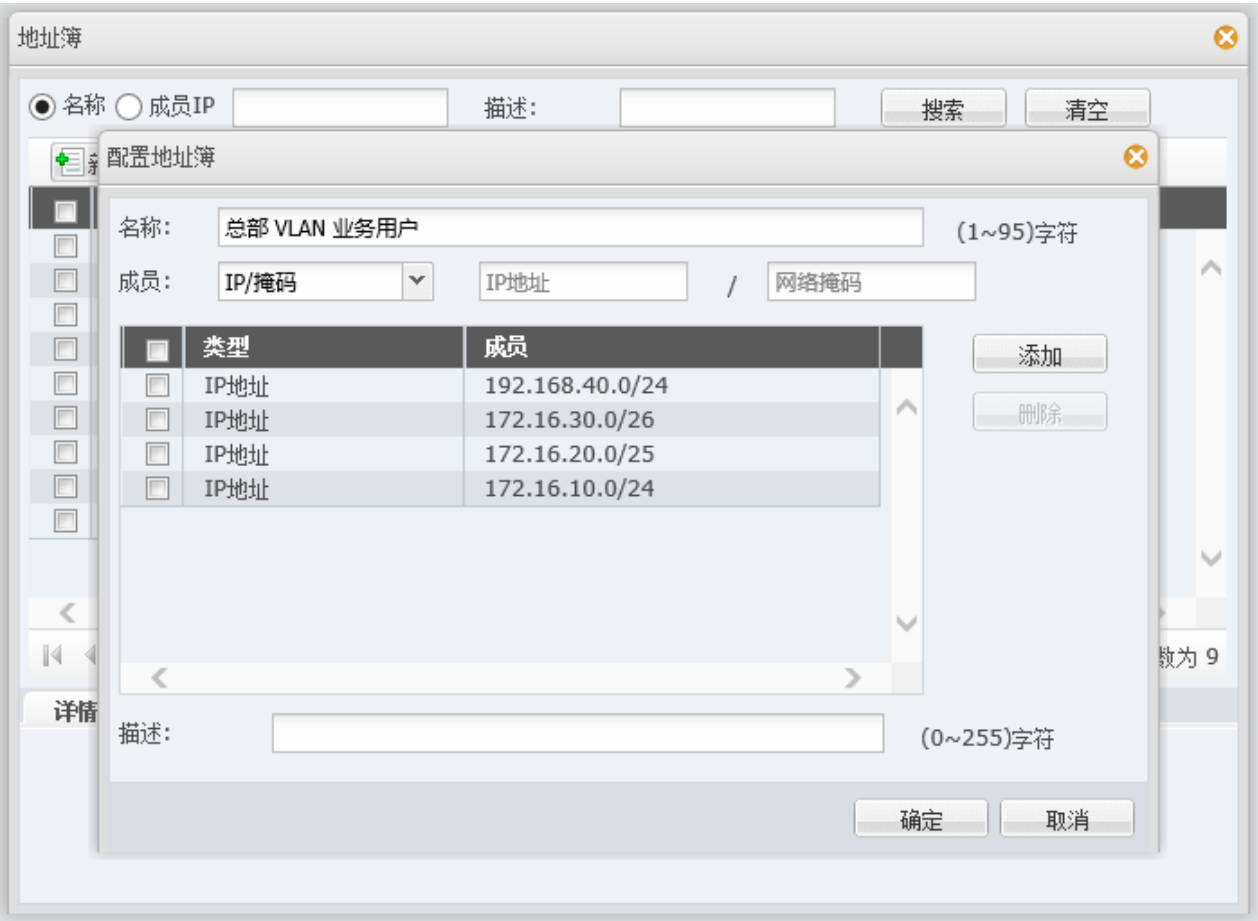 地址簿
名称 成员IP 描述: 搜索 清空
配置地址簿
名称: 总部 VLAN 业务用户 (1~95)字符
成员: IP/掩码 IP地址 / 网络掩码
类型 成员 添加
IP地址 192.168.40.0/24
IP地址 172.16.30.0/26 删除
IP地址 172.16.20.0/25
IP地址 172.16.10.0/24
数为 9
详情
描述: (0~255)字符
确定 取消